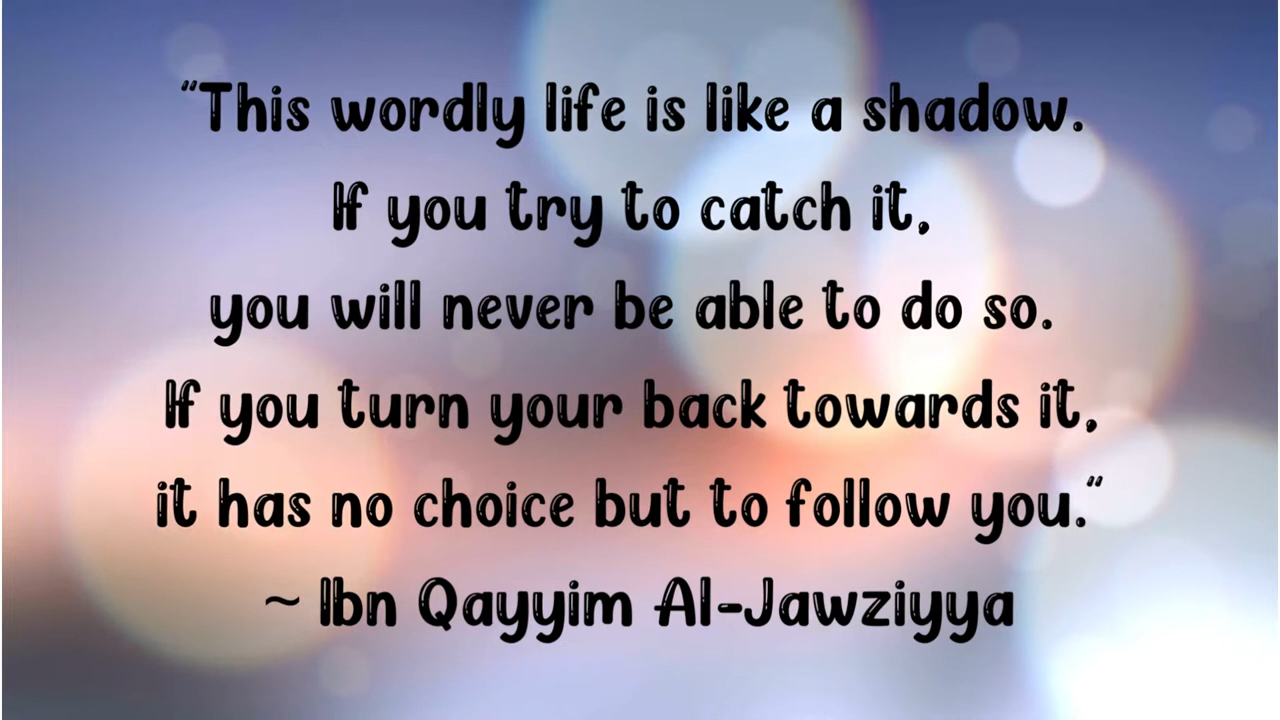 "This wordly life is like a shadow.
If you try to catch it,
you will never be able to do so.
If you turn your back towards it,
it has no choice but to follow you."
~ Ibn Qayyim Al-Jawziyya